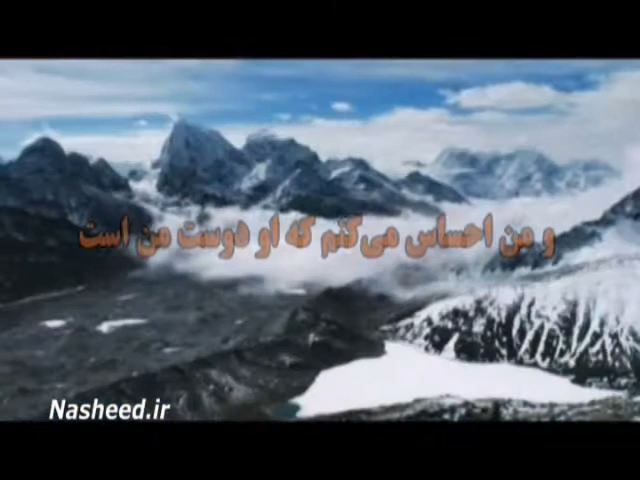 و من احساس می‌کنم که او دوست من است
Nasheed.ir